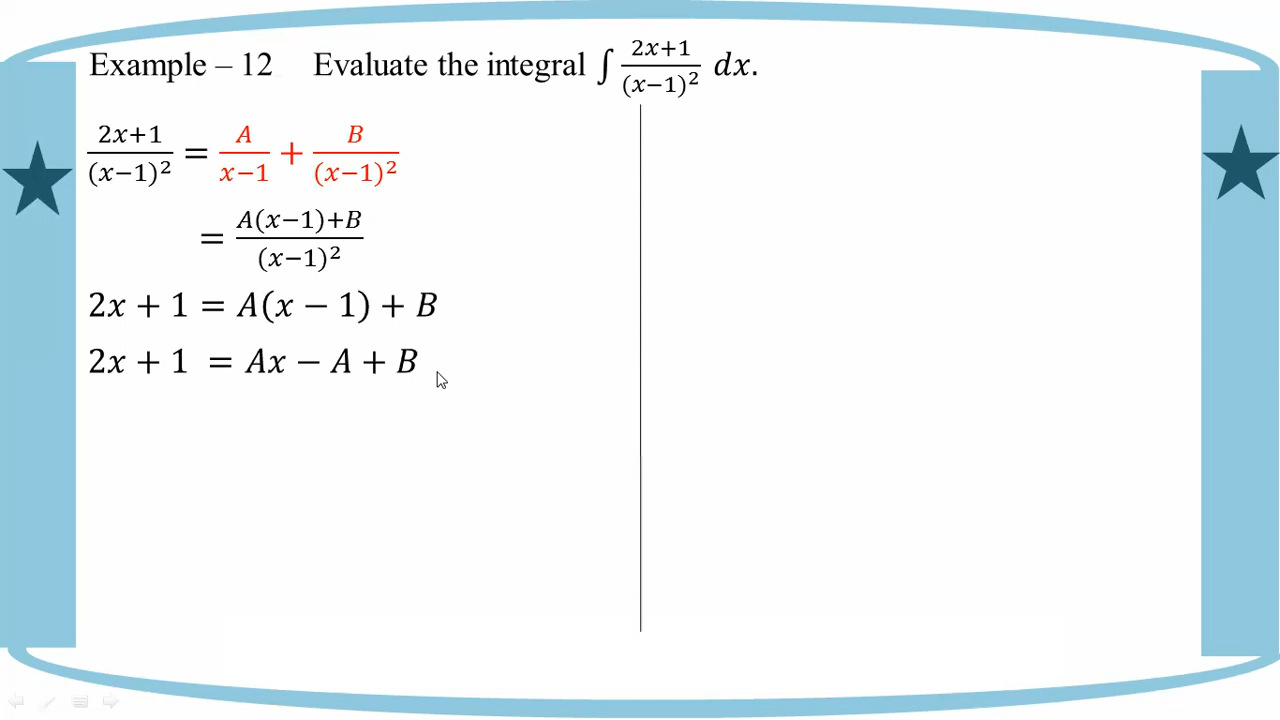 Example – 12 Evaluate the integral ∫ (2x+1)/(x−1)² dx.
(2x+1)/(x−1)² = A/(x−1) + B/(x−1)²
= (A(x−1)+B)/(x−1)²
2x + 1 = A(x − 1) + B
2x + 1 = Ax − A + B